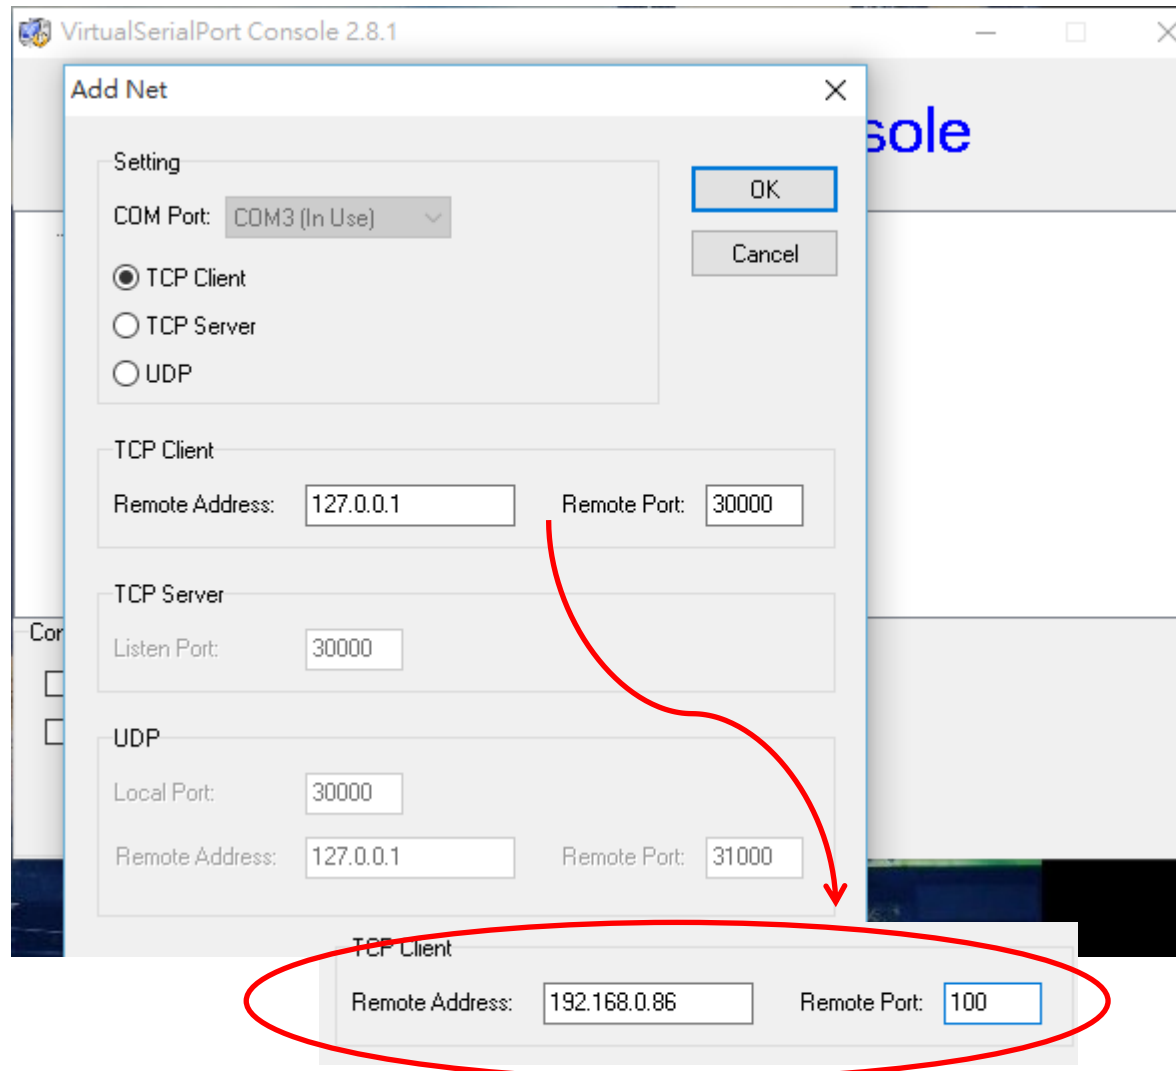 VirtualSerialPort Console 2.8.1
Add Net
sole
Setting
OK
COM Port: COM3 (In Use)
Cancel
TCP Client
TCP Server
UDP
TCP Client
Remote Address: 127.0.0.1 Remote Port: 30000
TCP Server
Con
Listen Port: 30000
UDP
Local Port: 30000
Remote Address: 127.0.0.1 Remote Port: 31000
TCP Client
Remote Address: 192.168.0.86 Remote Port: 100